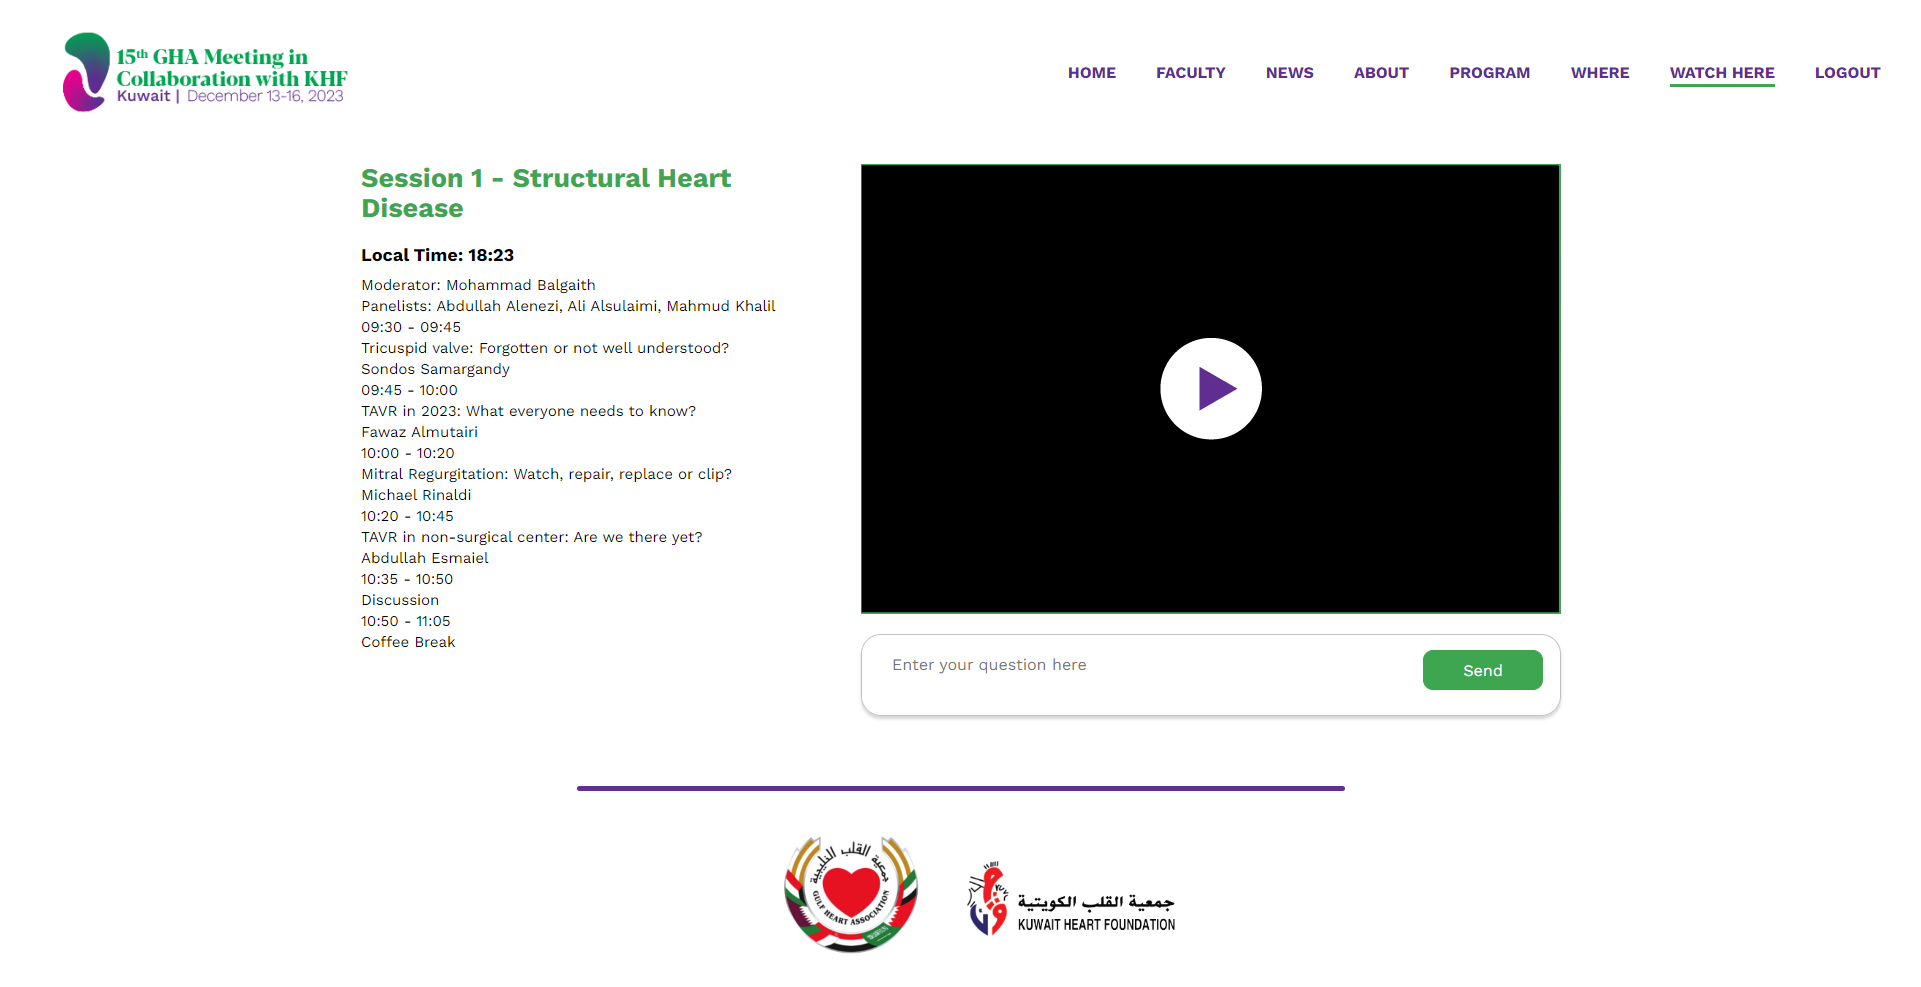 15th GHA Meeting in
Collaboration with KHF
Kuwait | December 13-16, 2023
HOME FACULTY NEWS ABOUT PROGRAM WHERE WATCH HERE LOGOUT
Session 1 - Structural Heart
Disease
Local Time: 18:23
Moderator: Mohammad Balgaith
Panelists: Abdullah Alenezi, Ali Alsulaimi, Mahmud Khalil
09:30 - 09:45
Tricuspid valve: Forgotten or not well understood?
Sondos Samargandy
09:45 - 10:00
TAVR in 2023: What everyone needs to know?
Fawaz Almutairi
10:00 - 10:20
Mitral Regurgitation: Watch, repair, replace or clip?
Michael Rinaldi
10:20 - 10:45
TAVR in non-surgical center: Are we there yet?
Abdullah Esmaiel
10:35 - 10:50
Discussion
10:50 - 11:05
Coffee Break
Enter your question here
Send
جمعية القلب الخليجية
GULF HEART ASSOCIATION
جمعية القلب الكويتية
KUWAIT HEART FOUNDATION